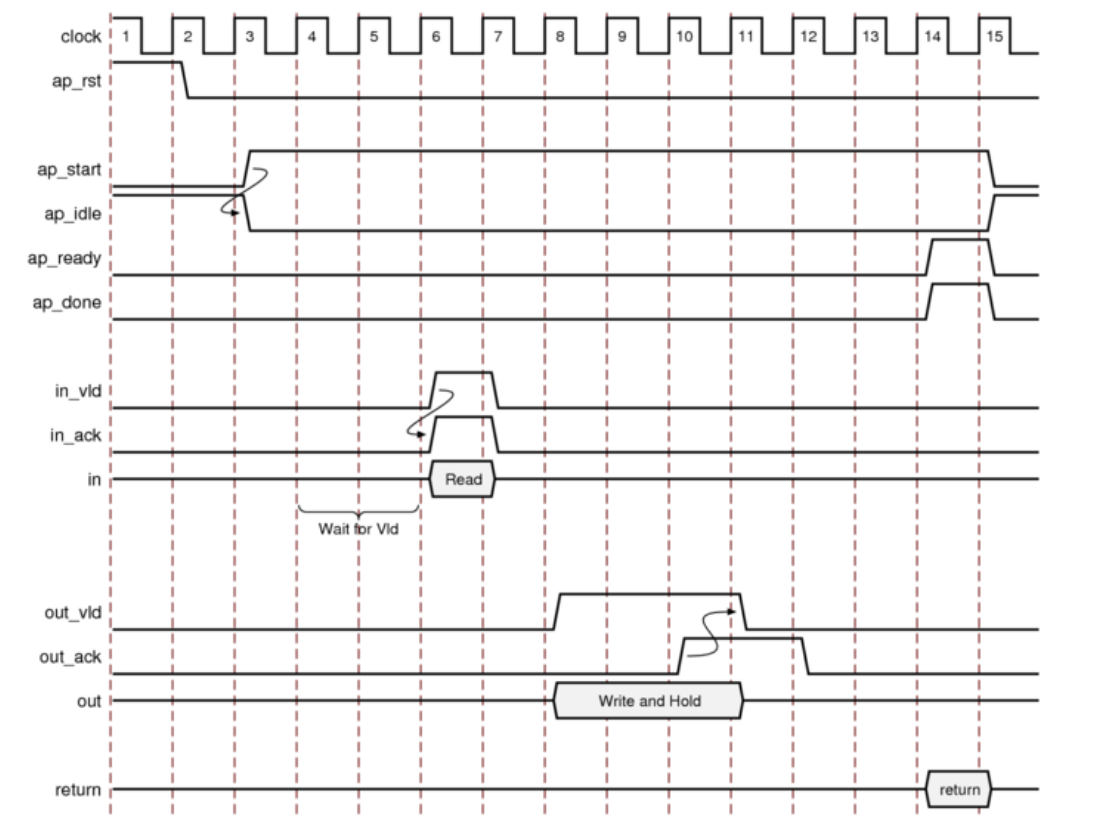 clock 1 2 3 4 5 6 7 8 9 10 11 12 13 14 15
ap_rst
ap_start
ap_idle
ap_ready
ap_done
in_vld
in_ack
in Read
Wait for Vld
out_vld
out_ack
out Write and Hold
return return